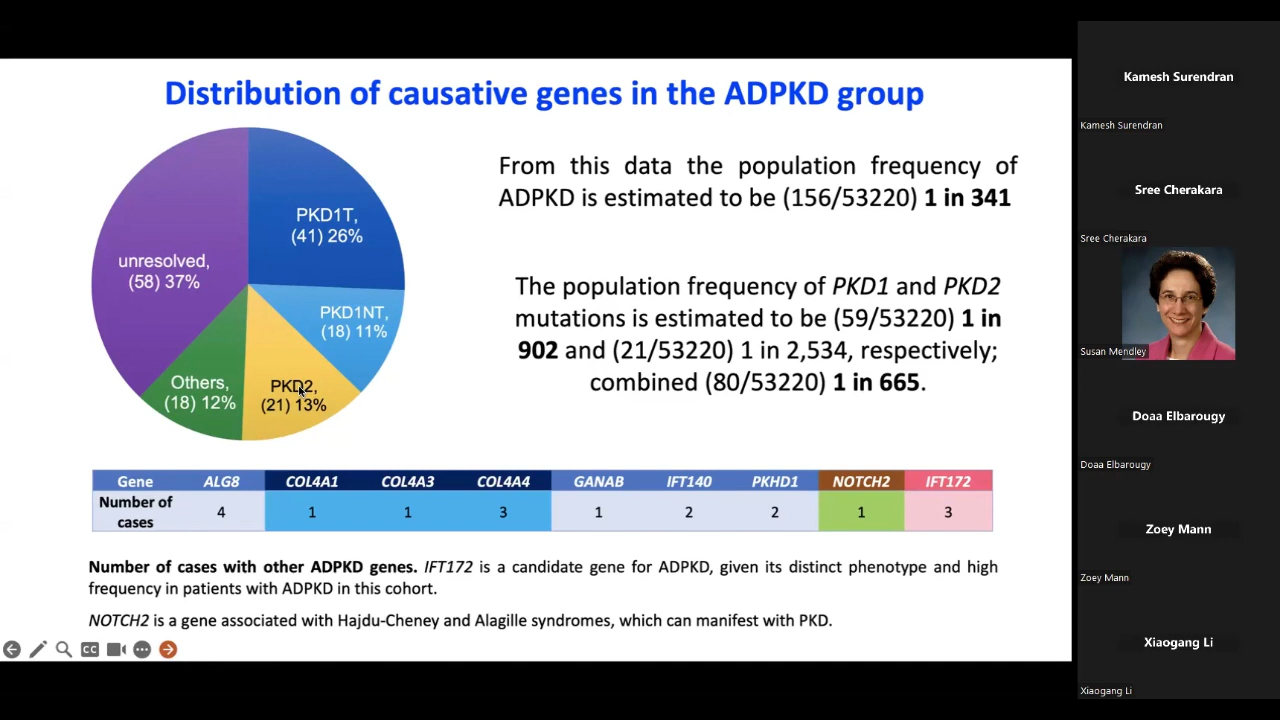 Distribution of causative genes in the ADPKD group
PKD1T,
(41) 26%
unresolved,
(58) 37%
PKD1NT,
(18) 11%
Others,
(18) 12%
PKD2,
(21) 13%
From this data the population frequency of
ADPKD is estimated to be (156/53220) 1 in 341
The population frequency of PKD1 and PKD2
mutations is estimated to be (59/53220) 1 in
902 and (21/53220) 1 in 2,534, respectively;
combined (80/53220) 1 in 665.
Gene ALG8 COL4A1 COL4A3 COL4A4 GANAB IFT140 PKHD1 NOTCH2 IFT172
Number of
cases 4 1 1 3 1 2 2 1 3
Number of cases with other ADPKD genes. IFT172 is a candidate gene for ADPKD, given its distinct phenotype and high
frequency in patients with ADPKD in this cohort.
NOTCH2 is a gene associated with Hajdu-Cheney and Alagille syndromes, which can manifest with PKD.
CC
Kamesh Surendran
Kamesh Surendran
Sree Cherakara
Sree Cherakara
Susan Mendley
Doaa Elbarougy
Doaa Elbarougy
Zoey Mann
Zoey Mann
Xiaogang Li
Xiaogang Li